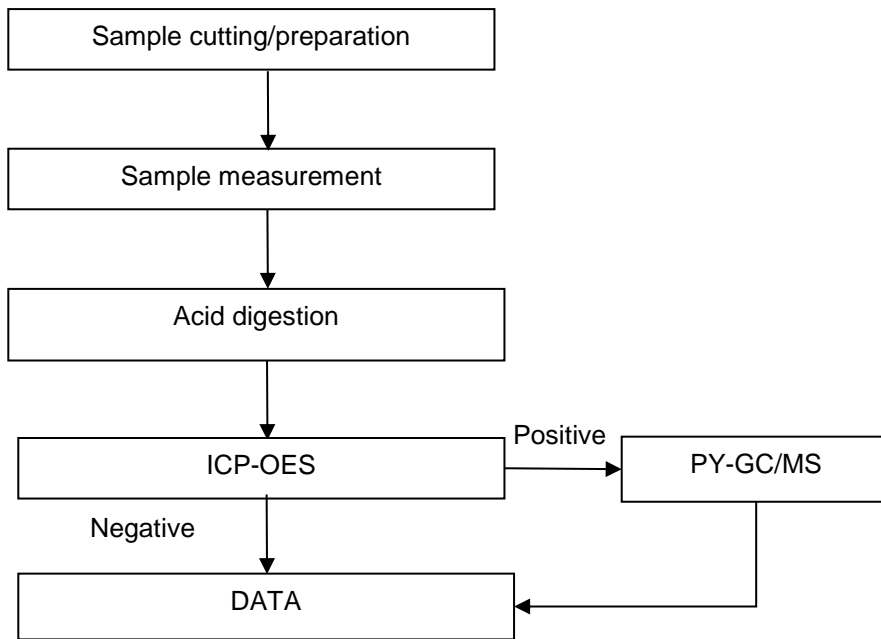 Sample cutting/preparation
Sample measurement
Acid digestion
Positive
ICP-OES
PY-GC/MS
Negative
DATA